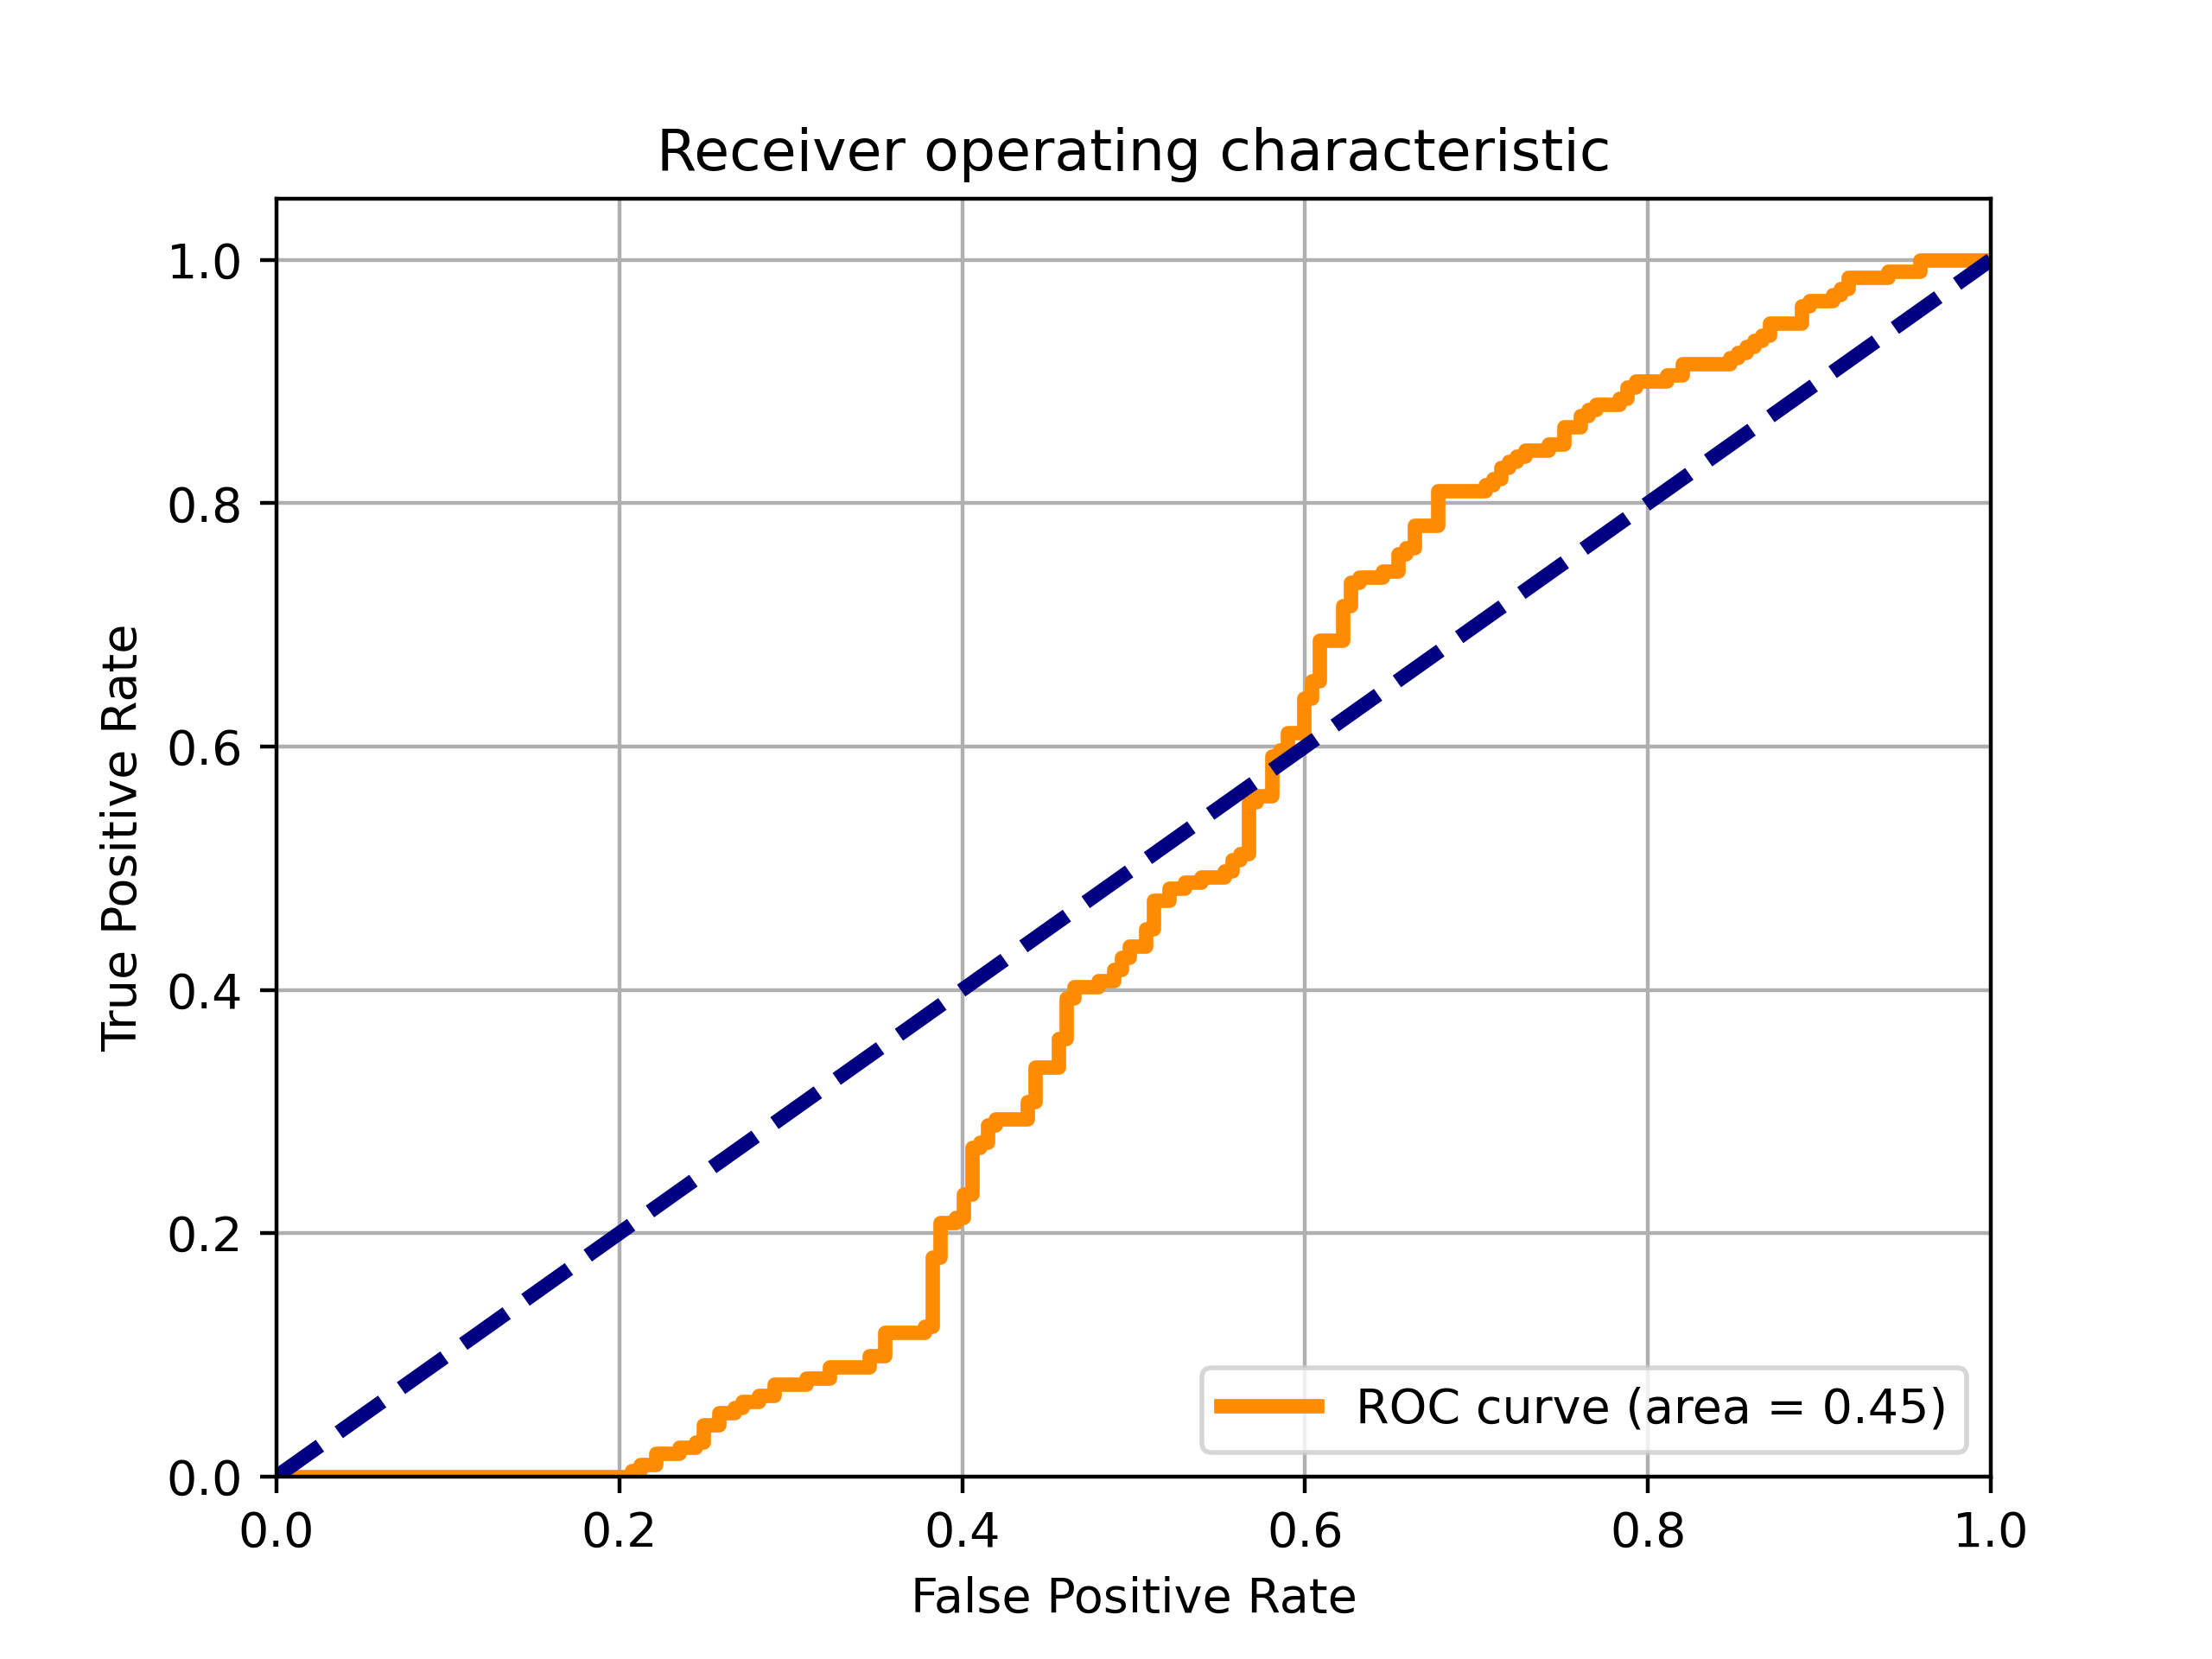 Receiver operating characteristic
True Positive Rate
1.0
0.8
0.6
0.4
0.2
0.0
ROC curve (area = 0.45)
0.0 0.2 0.4 0.6 0.8 1.0
False Positive Rate